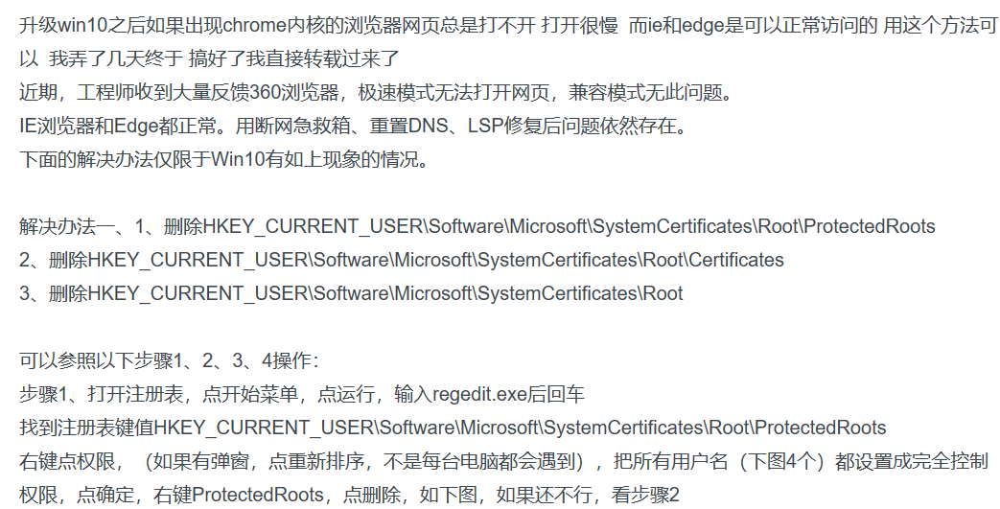 升级win10之后如果出现chrome内核的浏览器网页总是打不开 打开很慢  而ie和edge是可以正常访问的 用这个方法可
以  我弄了几天终于 搞好了我直接转载过来了
近期，工程师收到大量反馈360浏览器，极速模式无法打开网页，兼容模式无此问题。
IE浏览器和Edge都正常。用断网急救箱、重置DNS、LSP修复后问题依然存在。
下面的解决办法仅限于Win10有如上现象的情况。
解决办法一、1、删除HKEY_CURRENT_USER\Software\Microsoft\SystemCertificates\Root\ProtectedRoots
2、删除HKEY_CURRENT_USER\Software\Microsoft\SystemCertificates\Root\Certificates
3、删除HKEY_CURRENT_USER\Software\Microsoft\SystemCertificates\Root
可以参照以下步骤1、2、3、4操作：
步骤1、打开注册表，点开始菜单，点运行，输入regedit.exe后回车
找到注册表键值HKEY_CURRENT_USER\Software\Microsoft\SystemCertificates\Root\ProtectedRoots
右键点权限，（如果有弹窗，点重新排序，不是每台电脑都会遇到），把所有用户名（下图4个）都设置成完全控制
权限，点确定，右键ProtectedRoots，点删除，如下图，如果还不行，看步骤2